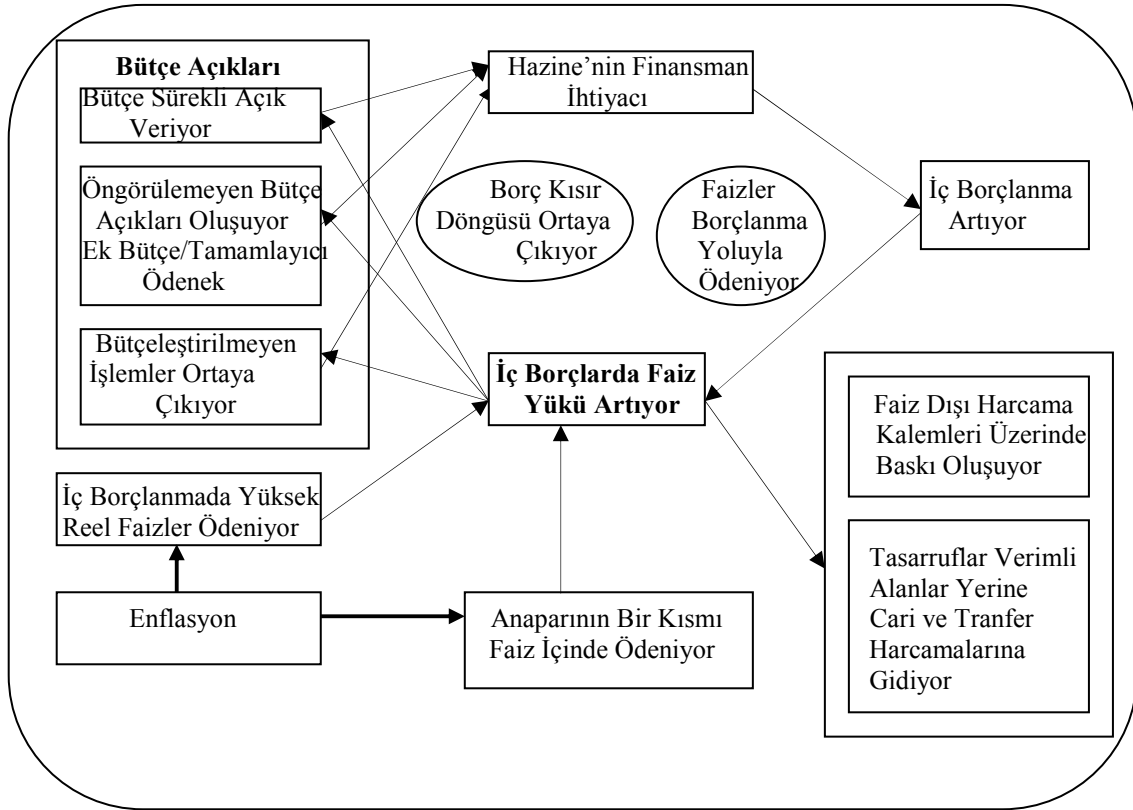 Bütçe Açıkları
Bütçe Sürekli Açık
Veriyor
Öngörülemeyen Bütçe
Açıkları Oluşuyor
Ek Bütçe/Tamamlayıcı
Ödenek
Bütçeleştirilmeyen
İşlemler Ortaya
Çıkıyor
Hazine’nin Finansman
İhtiyacı
Borç Kısır
Döngüsü Ortaya
Çıkıyor
Faizler
Borçlanma
Yoluyla
Ödeniyor
İç Borçlanma
Artıyor
İç Borçlarda Faiz
Yükü Artıyor
Faiz Dışı Harcama
Kalemleri Üzerinde
Baskı Oluşuyor
Tasarruflar Verimli
Alanlar Yerine
Cari ve Tranfer
Harcamalarına
Gidiyor
İç Borçlanmada Yüksek
Reel Faizler Ödeniyor
Enflasyon
Anaparının Bir Kısmı
Faiz İçinde Ödeniyor